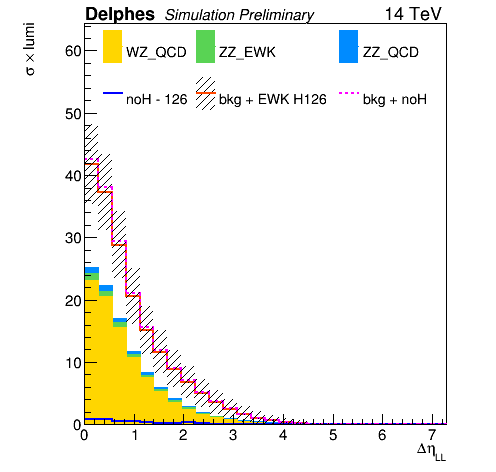 Delphes Simulation Preliminary 14 TeV
σ × lumi
WZ_QCD ZZ_EWK ZZ_QCD
noH - 126 bkg + EWK H126 bkg + noH
60
50
40
30
20
10
0
0 1 2 3 4 5 6 7
Δη_LL